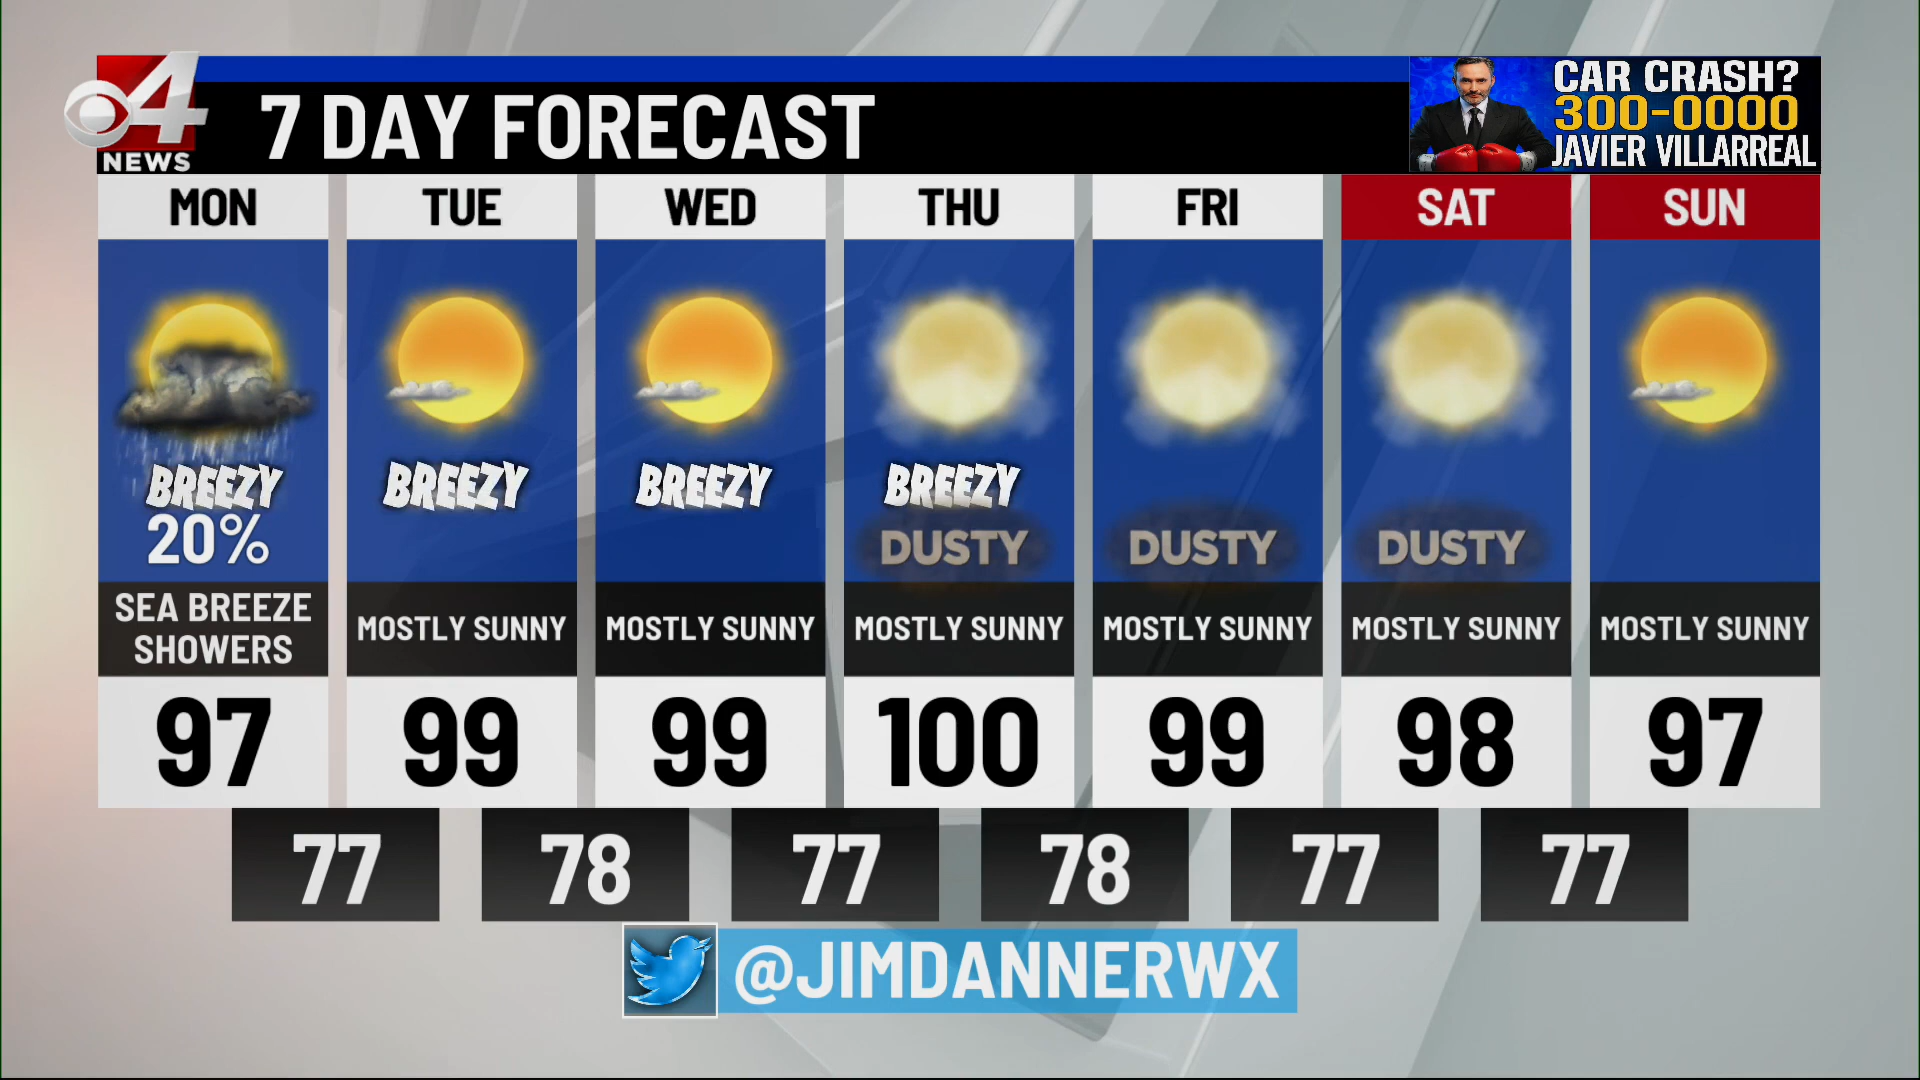 4
NEWS
7 DAY FORECAST
CAR CRASH?
300-0000
JAVIER VILLARREAL
MON TUE WED THU FRI SAT SUN
BREEZY BREEZY BREEZY BREEZY
20% DUSTY DUSTY DUSTY
SEA BREEZE
SHOWERS MOSTLY SUNNY MOSTLY SUNNY MOSTLY SUNNY MOSTLY SUNNY MOSTLY SUNNY MOSTLY SUNNY
97 99 99 100 99 98 97
77 78 77 78 77 77
@JIMDANNERWX